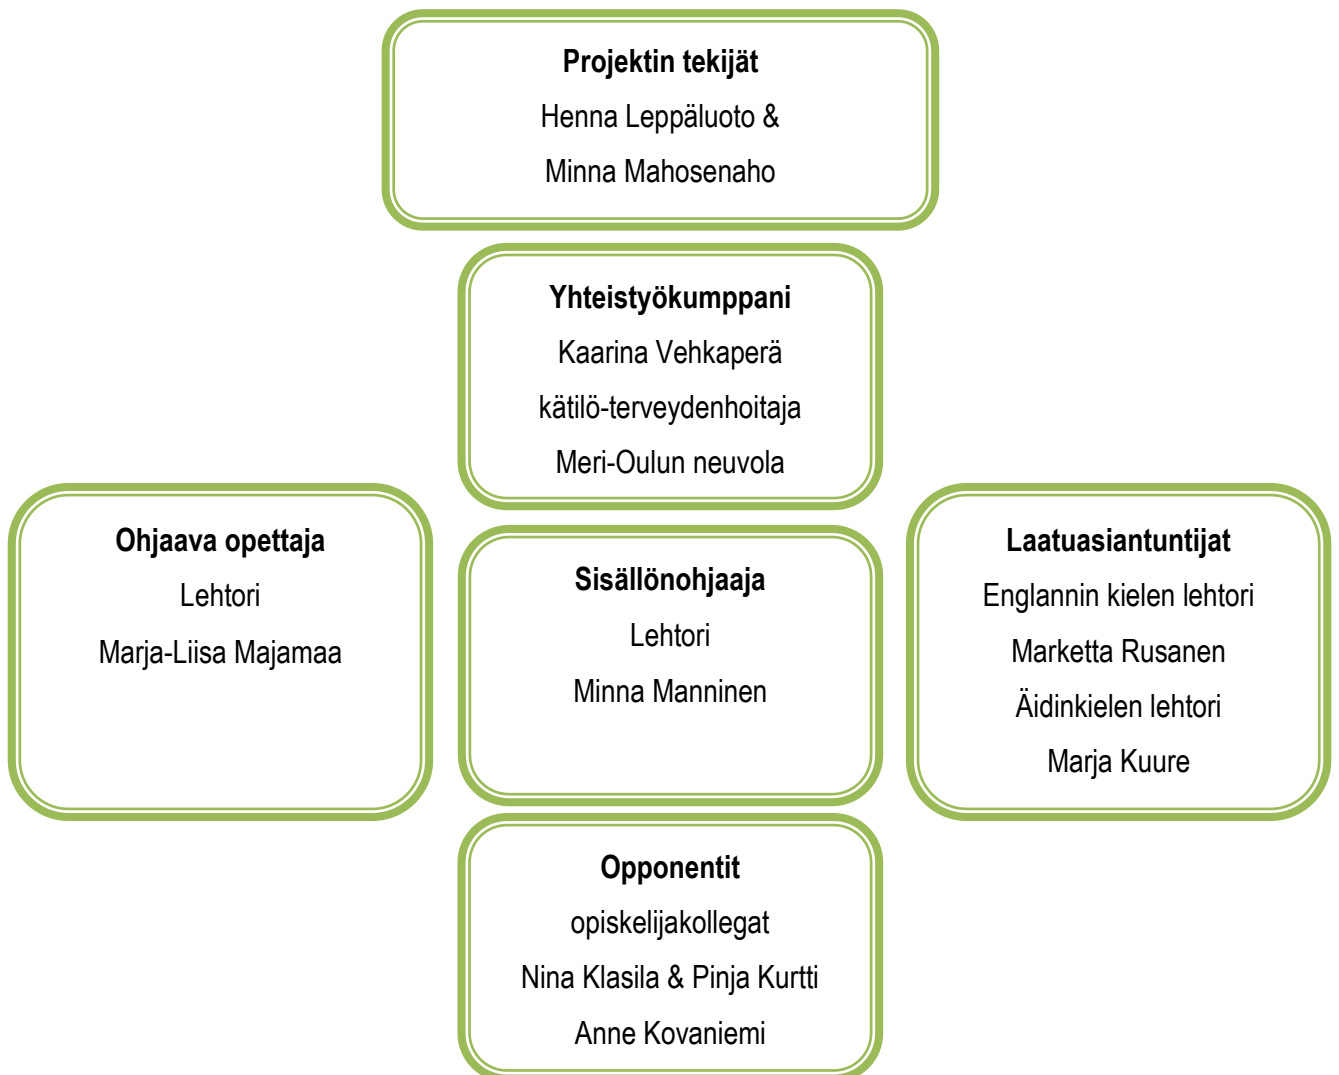 Projektin tekijät
Henna Leppäluoto &
Minna Mahosenaho
Yhteistyökumppani
Kaarina Vehkaperä
kätilö-terveydenhoitaja
Meri-Oulun neuvola
Ohjaava opettaja
Lehtori
Marja-Liisa Majamaa
Sisällönohjaaja
Lehtori
Minna Manninen
Laatuasiantuntijat
Englannin kielen lehtori
Marketta Rusanen
Äidinkielen lehtori
Marja Kuure
Opponentit
opiskelijakollegat
Nina Klasila & Pinja Kurtti
Anne Kovaniemi